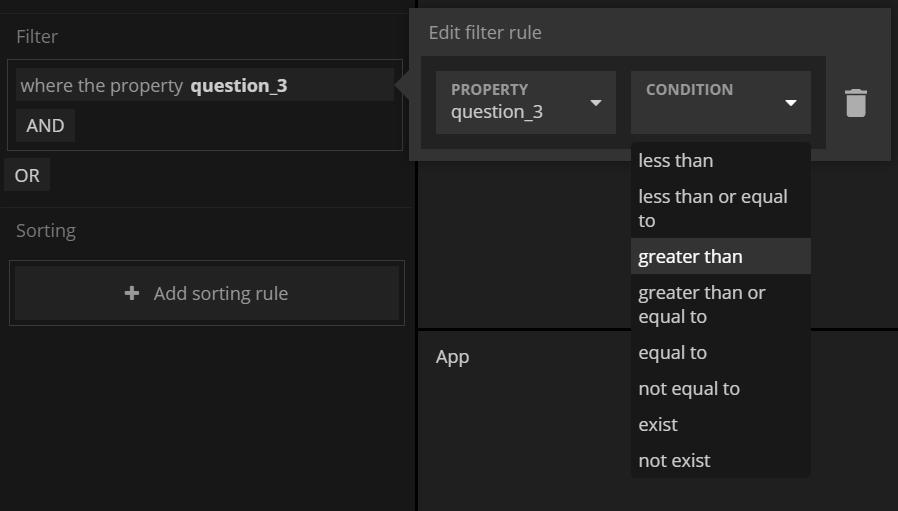 Filter
where the property question_3
AND
OR
Sorting
Add sorting rule
Edit filter rule
PROPERTY
question_3
CONDITION
less than
less than or equal
to
greater than
greater than or
equal to
equal to
not equal to
exist
not exist
App